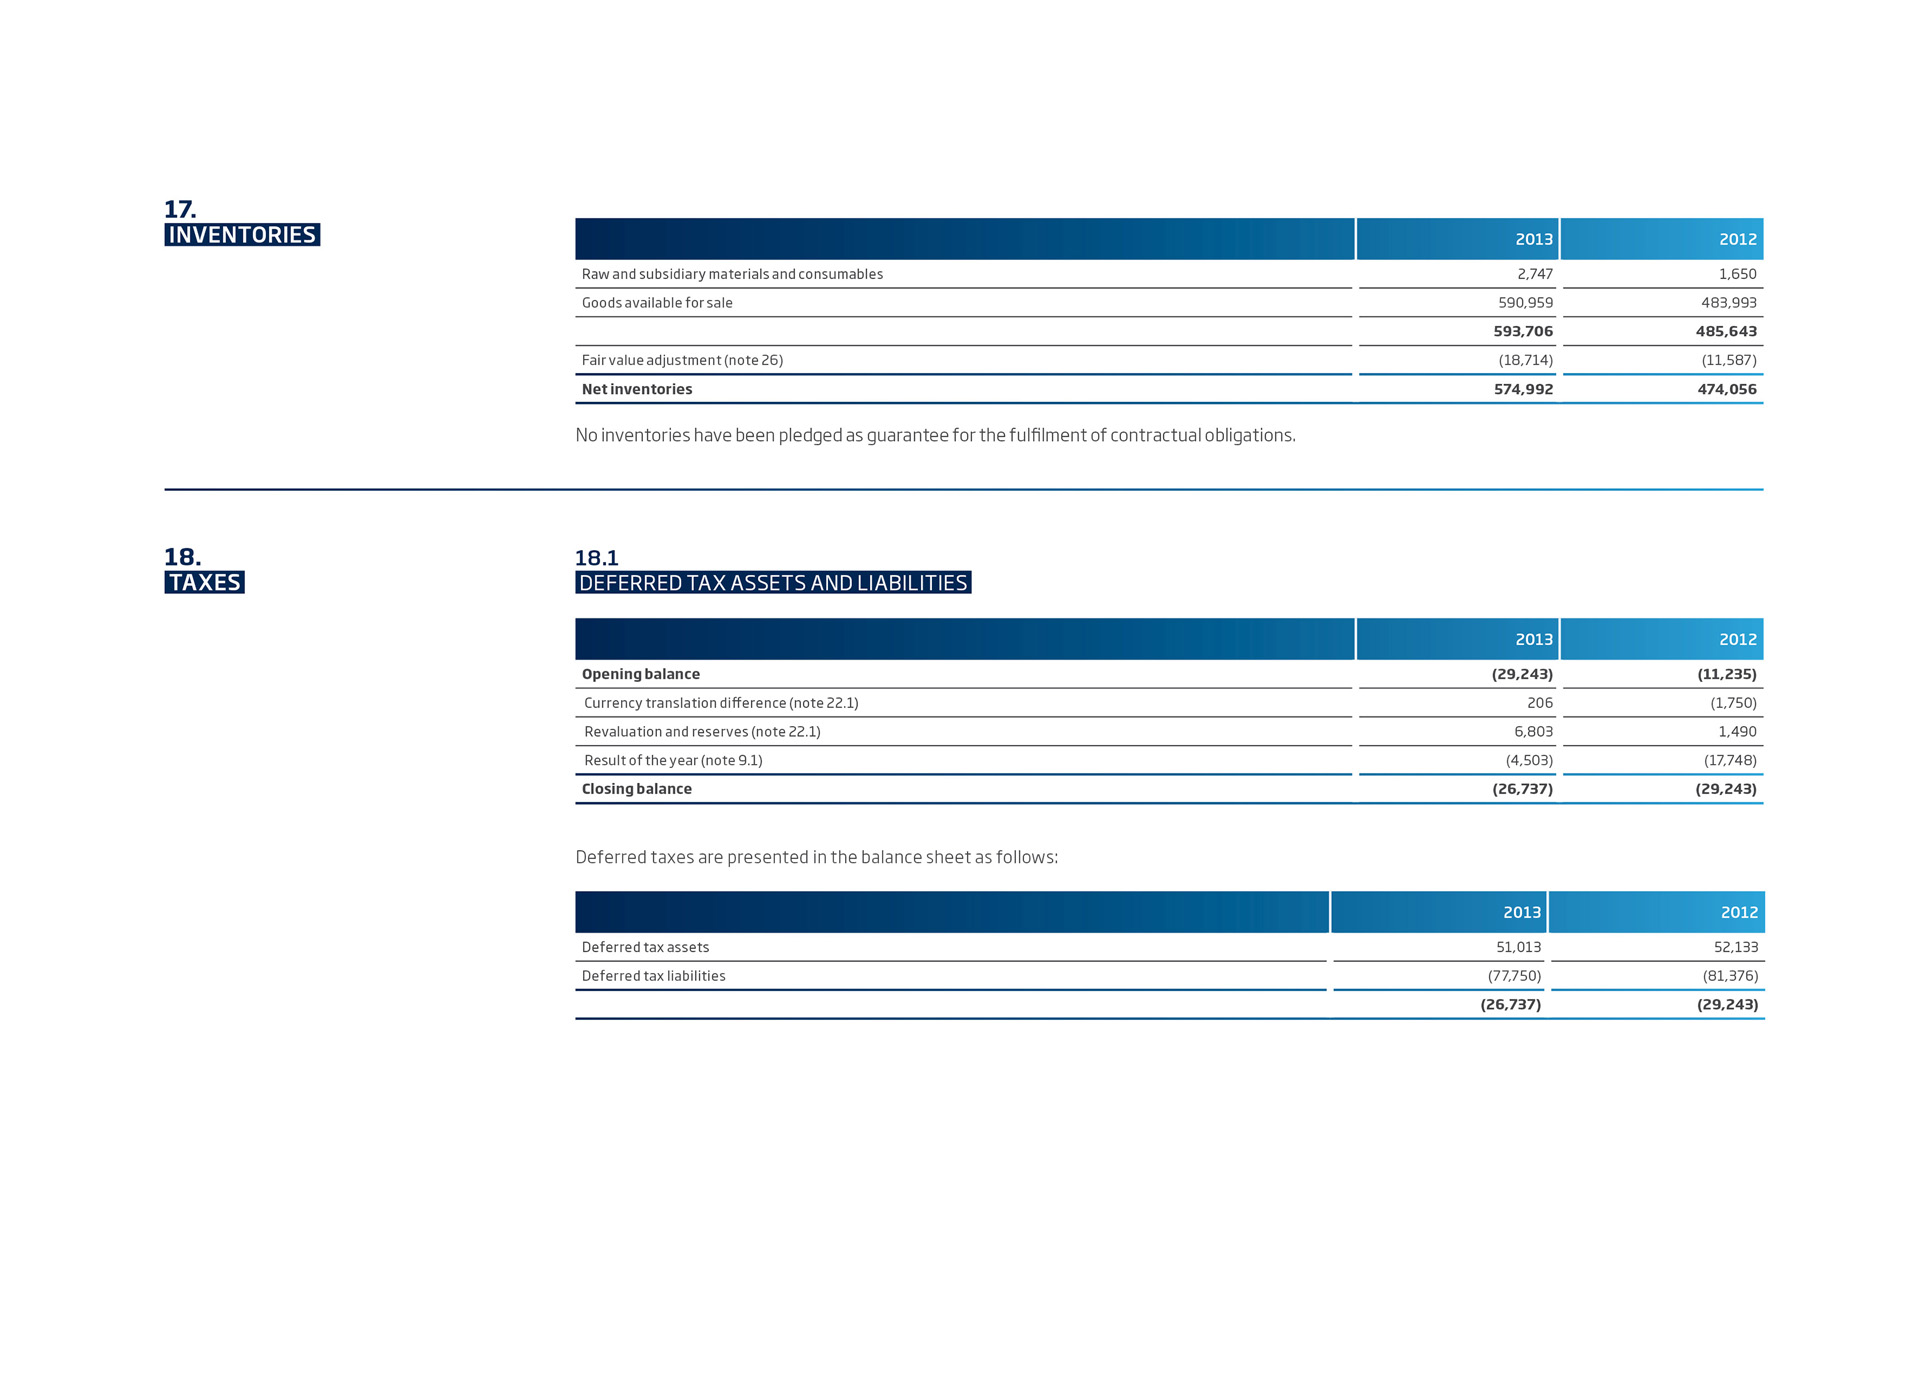 17.
INVENTORIES
2013 2012
Raw and subsidiary materials and consumables 2,747 1,650
Goods available for sale 590,959 483,993
593,706 485,643
Fair value adjustment (note 26) (18,714) (11,587)
Net inventories 574,992 474,056
No inventories have been pledged as guarantee for the fulfilment of contractual obligations.
18.
TAXES
18.1
DEFERRED TAX ASSETS AND LIABILITIES
2013 2012
Opening balance (29,243) (11,235)
Currency translation difference (note 22.1) 206 (1,750)
Revaluation and reserves (note 22.1) 6,803 1,490
Result of the year (note 9.1) (4,503) (17,748)
Closing balance (26,737) (29,243)
Deferred taxes are presented in the balance sheet as follows:
2013 2012
Deferred tax assets 51,013 52,133
Deferred tax liabilities (77,750) (81,376)
(26,737) (29,243)